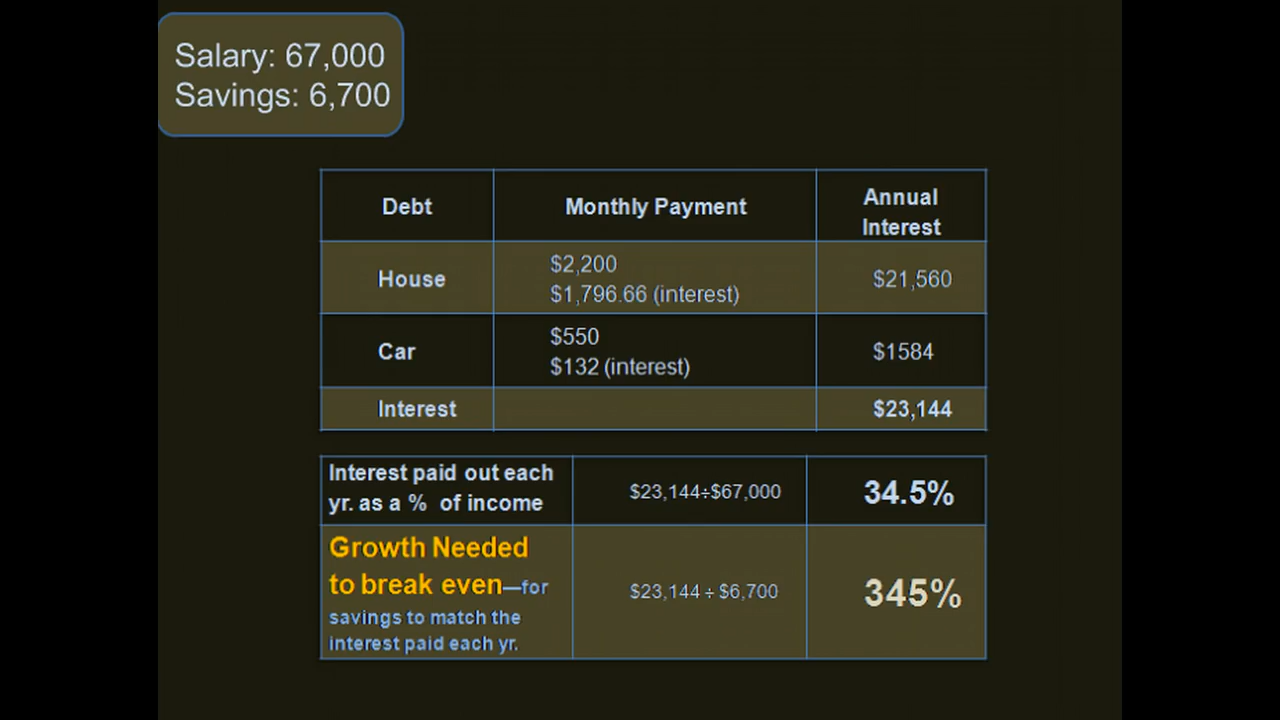 Salary: 67,000
Savings: 6,700
Debt
Monthly Payment
Annual
Interest
House
$2,200
$1,796.66 (interest)
$21,560
Car
$550
$132 (interest)
$1584
Interest
$23,144
Interest paid out each
yr. as a % of income
$23,144÷$67,000
34.5%
Growth Needed
to break even—for
savings to match the
interest paid each yr.
$23,144 ÷ $6,700
345%